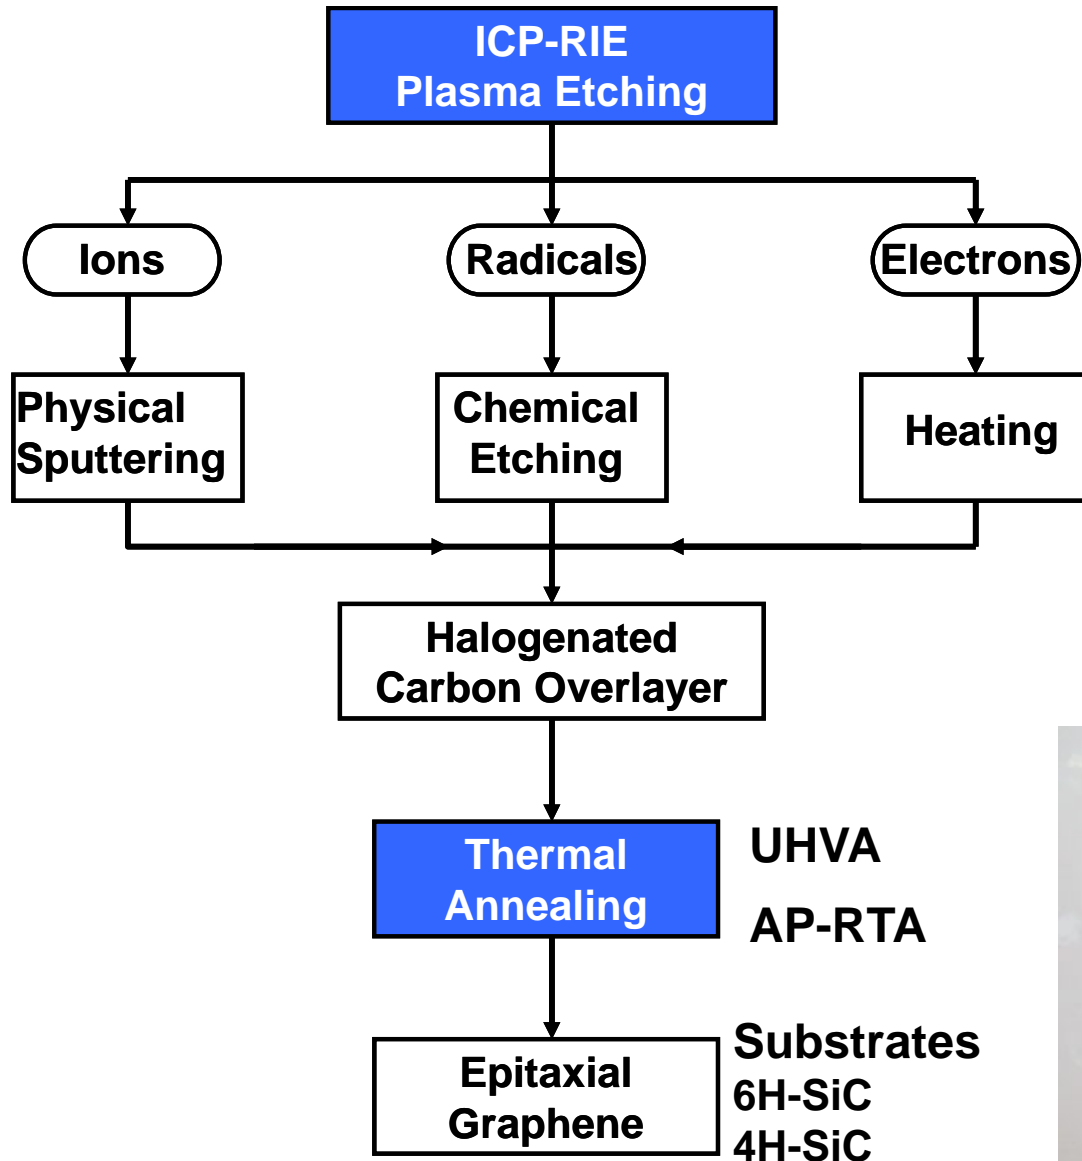 ICP-RIE
Plasma Etching
Ions
Radicals
Electrons
Physical
Sputtering
Chemical
Etching
Heating
Halogenated
Carbon Overlayer
Thermal
Annealing
UHVA
AP-RTA
Epitaxial
Graphene
Substrates
6H-SiC
4H-SiC